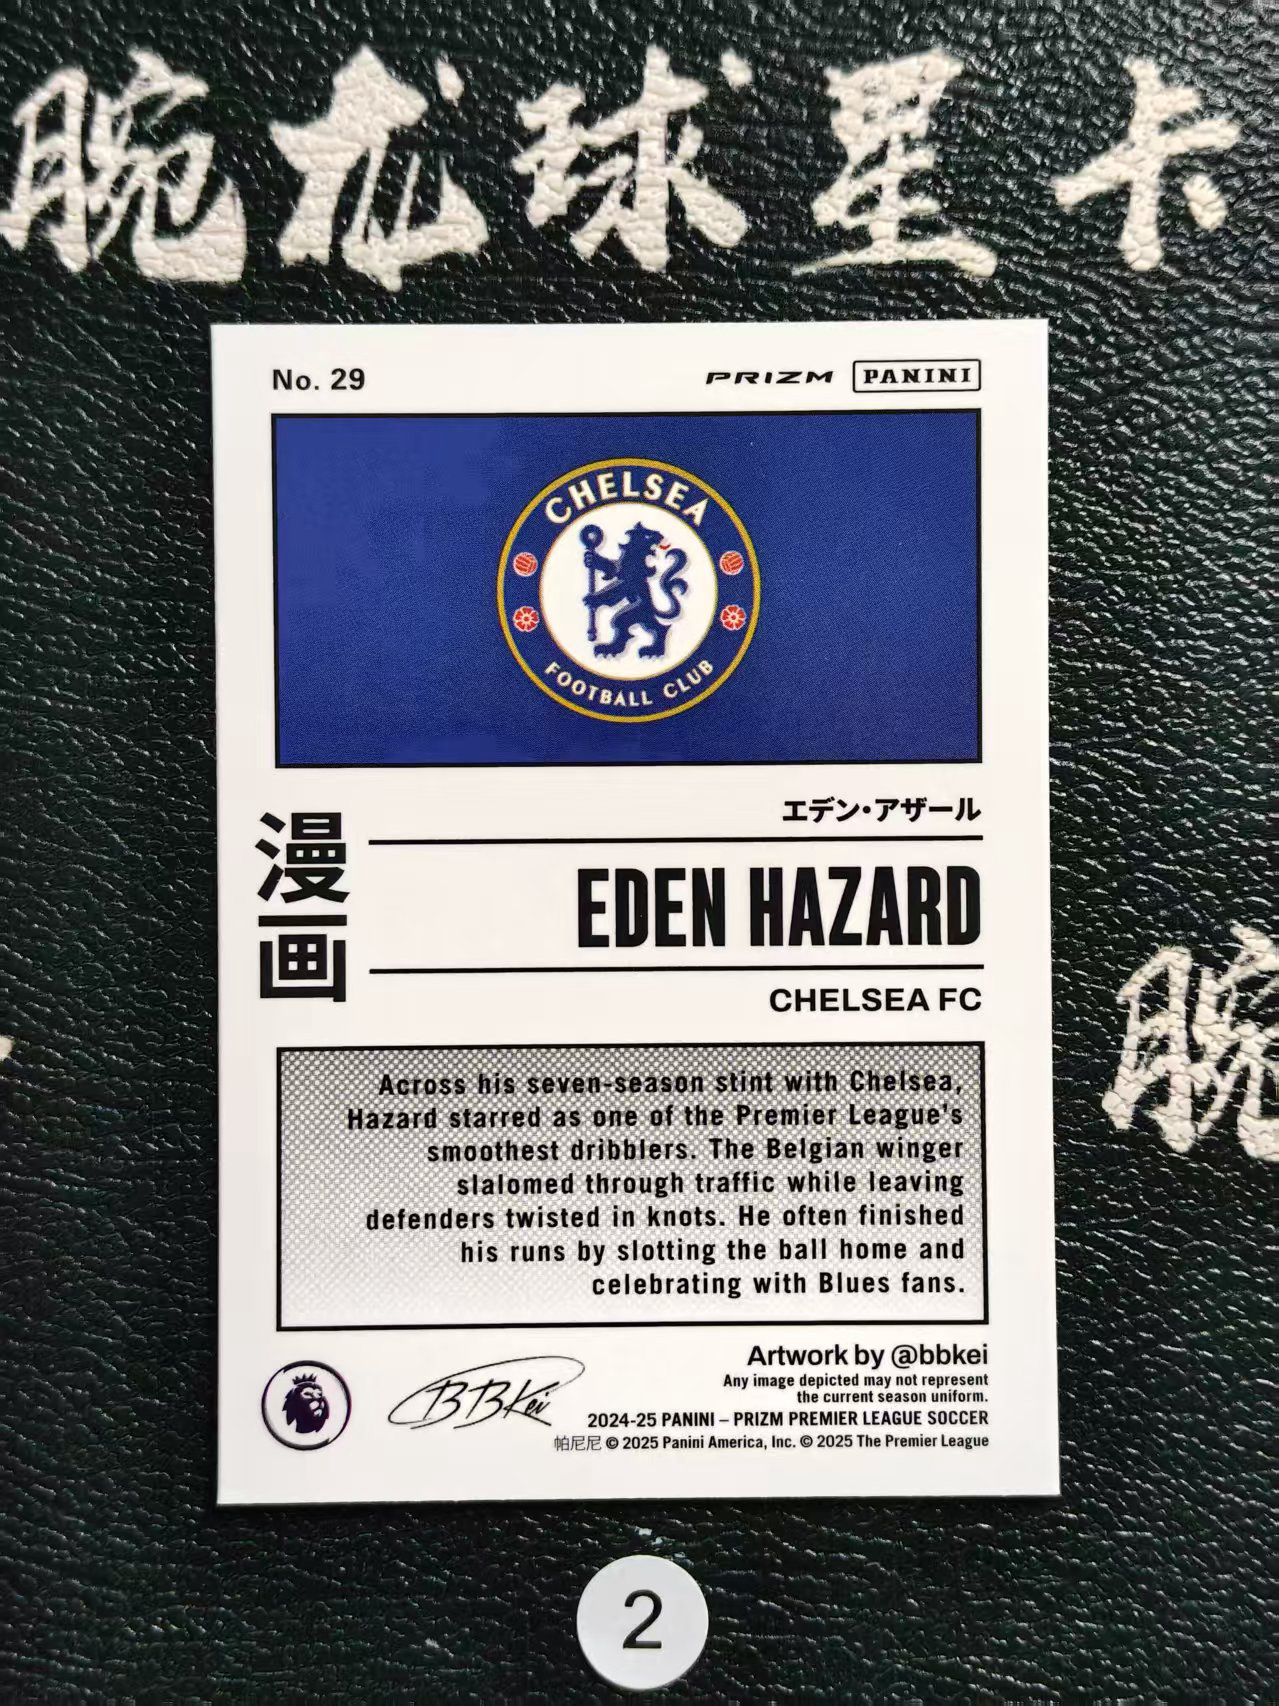 腕儿球星卡
No. 29
PRIZM PANINI
CHELSEA
FOOTBALL CLUB
エデン・アザール
漫画
EDEN HAZARD
CHELSEA FC
Across his seven-season stint with Chelsea,
Hazard starred as one of the Premier League's
smoothest dribblers. The Belgian winger
slalomed through traffic while leaving
defenders twisted in knots. He often finished
his runs by slotting the ball home and
celebrating with Blues fans.
BBKei
Artwork by @bbkei
Any image depicted may not represent
the current season uniform.
2024-25 PANINI – PRIZM PREMIER LEAGUE SOCCER
帕尼尼 © 2025 Panini America, Inc. © 2025 The Premier League
腕
2